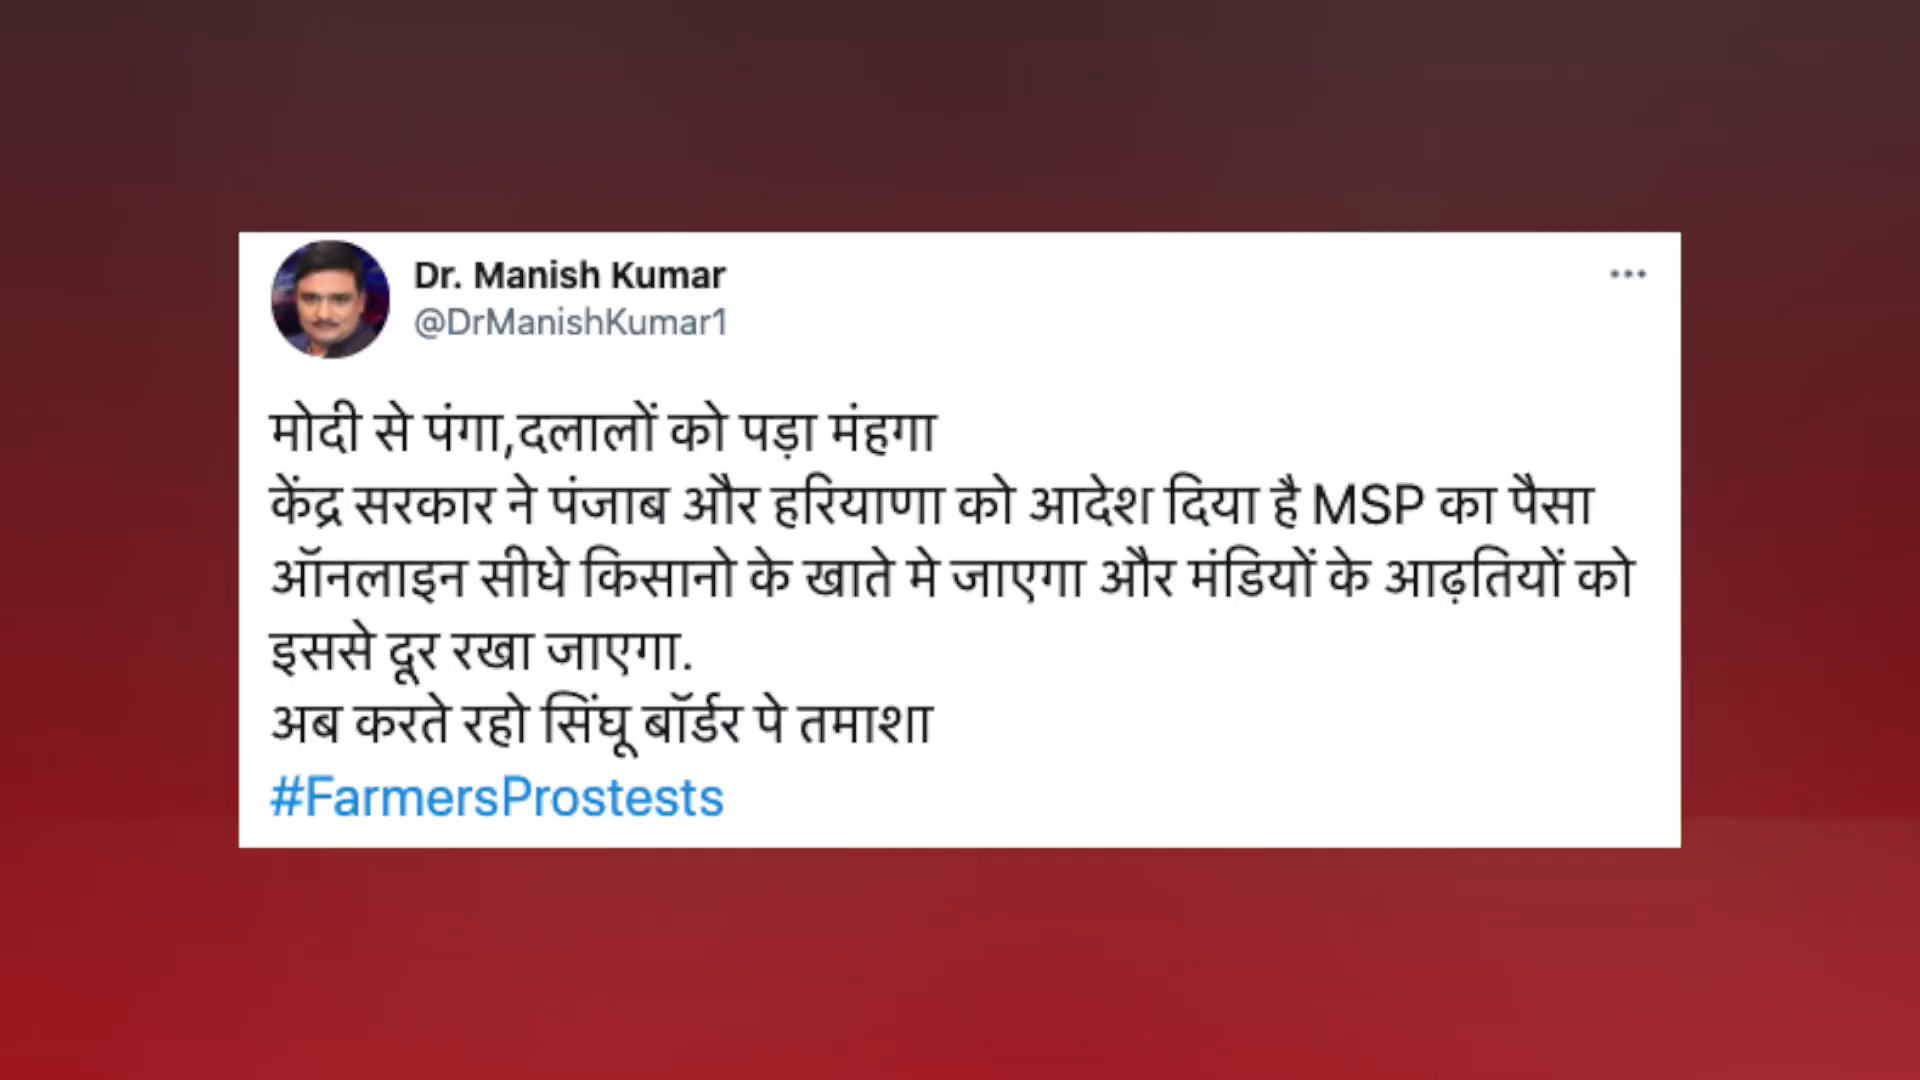 Dr. Manish Kumar
@DrManishKumar1
मोदी से पंगा,दलालों को पड़ा मंहगा
केंद्र सरकार ने पंजाब और हरियाणा को आदेश दिया है MSP का पैसा
ऑनलाइन सीधे किसानो के खाते मे जाएगा और मंडियों के आढ़तियों को
इससे दूर रखा जाएगा.
अब करते रहो सिंघू बॉर्डर पे तमाशा
#FarmersProstests